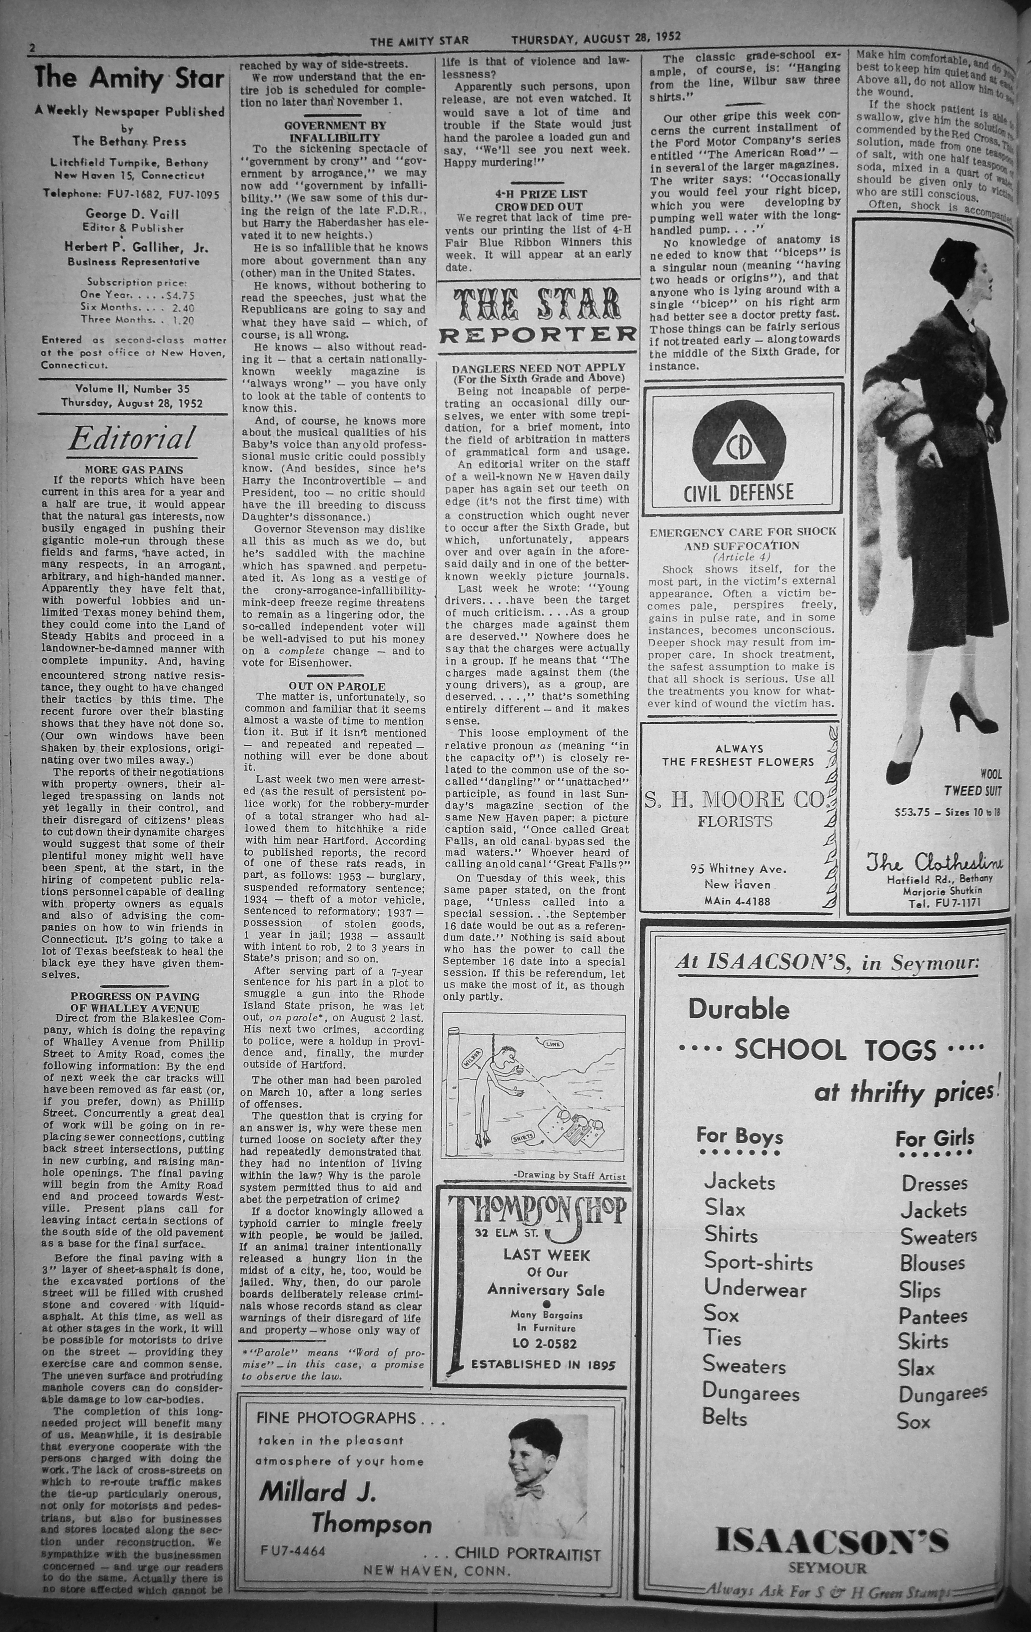 2
THE AMITY STAR THURSDAY, AUGUST 28, 1952
The Amity Star
A Weekly Newspaper Published
by
The Bethany Press
Litchfield Turnpike, Bethany
New Haven 15, Connecticut
Telephone: FU7-1682, FU7-1095
George D. Vaill
Editor & Publisher
Herbert P. Galliher, Jr.
Business Representative
Subscription price:
One Year. . . . .$4.75
Six Months. . . . 2.40
Three Months. . 1.20
Entered as second-class matter
at the post office at New Haven,
Connecticut.
Volume II, Number 35
Thursday, August 28, 1952
Editorial
MORE GAS PAINS
If the reports which have been
current in this area for a year and
a half are true, it would appear
that the natural gas interests, now
busily engaged in pushing their
gigantic mole-run through these
fields and farms, have acted, in
many respects, in an arrogant,
arbitrary, and high-handed manner.
Apparently they have felt that,
with powerful lobbies and un-
limited Texas money behind them,
they could come into the Land of
Steady Habits and proceed in a
landowner-be-damned manner with
complete impunity. And, having
encountered strong native resis-
tance, they ought to have changed
their tactics by this time. The
recent furore over their blasting
shows that they have not done so.
(Our own windows have been
shaken by their explosions, origi-
nating over two miles away.)
The reports of their negotiations
with property owners, their al-
leged trespassing on lands not
yet legally in their control, and
their disregard of citizens' pleas
to cut down their dynamite charges
would suggest that some of their
plentiful money might well have
been spent, at the start, in the
hiring of competent public rela-
tions personnel capable of dealing
with property owners as equals
and also of advising the com-
panies on how to win friends in
Connecticut. It's going to take a
lot of Texas beefsteak to heal the
black eye they have given them-
selves.
PROGRESS ON PAVING
OF WHALLEY AVENUE
Direct from the Blakeslee Com-
pany, which is doing the repaving
of Whalley Avenue from Phillip
Street to Amity Road, comes the
following information: By the end
of next week the car tracks will
have been removed as far east (or,
if you prefer, down) as Phillip
Street. Concurrently a great deal
of work will be going on in re-
placing sewer connections, cutting
back street intersections, putting
in new curbing, and raising man-
hole openings. The final paving
will begin from the Amity Road
end and proceed towards West-
ville. Present plans call for
leaving intact certain sections of
the south side of the old pavement
as a base for the final surface.
Before the final paving with a
3" layer of sheet-asphalt is done,
the excavated portions of the
street will be filled with crushed
stone and covered with liquid-
asphalt. At this time, as well as
at other stages in the work, it will
be possible for motorists to drive
on the street — providing they
exercise care and common sense.
The uneven surface and protruding
manhole covers can do consider-
able damage to low car-bodies.
The completion of this long-
needed project will benefit many
of us. Meanwhile, it is desirable
that everyone cooperate with the
persons charged with doing the
work. The lack of cross-streets on
which to re-route traffic makes
the tie-up particularly onerous,
not only for motorists and pedes-
trians, but also for businesses
and stores located along the sec-
tion under reconstruction. We
sympathize with the businessmen
concerned — and urge our readers
to do the same. Actually there is
no store affected which cannot be
reached by way of side-streets.
We now understand that the en-
tire job is scheduled for comple-
tion no later than November 1.
GOVERNMENT BY
INFALLIBILITY
To the sickening spectacle of
"government by crony" and "gov-
ernment by arrogance," we may
now add "government by infalli-
bility." (We saw some of this dur-
ing the reign of the late F.D.R.,
but Harry the Haberdasher has ele-
vated it to new heights.)
He is so infallible that he knows
more about government than any
(other) man in the United States.
He knows, without bothering to
read the speeches, just what the
Republicans are going to say and
what they have said — which, of
course, is all wrong.
He knows — also without read-
ing it — that a certain nationally-
known weekly magazine is
"always wrong" — you have only
to look at the table of contents to
know this.
And, of course, he knows more
about the musical qualities of his
Baby's voice than any old profess-
ional music critic could possibly
know. (And besides, since he's
Harry the Incontrovertible — and
President, too — no critic should
have the ill breeding to discuss
Daughter's dissonance.)
Governor Stevenson may dislike
all this as much as we do, but
he's saddled with the machine
which has spawned and perpetu-
ated it. As long as a vestige of
the crony-arrogance-infallibility-
mink-deep freeze regime threatens
to remain as a lingering odor, the
so-called independent voter will
be well-advised to put his money
on a complete change — and to
vote for Eisenhower.
OUT ON PAROLE
The matter is, unfortunately, so
common and familiar that it seems
almost a waste of time to mention
tion it. But if it isn't mentioned
— and repeated and repeated —
nothing will ever be done about
it.
Last week two men were arrest-
ed (as the result of persistent po-
lice work) for the robbery-murder
of a total stranger who had al-
lowed them to hitchhike a ride
with him near Hartford. According
to published reports, the record
of one of these rats reads, in
part, as follows: 1953 — burglary,
suspended reformatory sentence;
1934 — theft of a motor vehicle,
sentenced to reformatory; 1937 —
possession of stolen goods,
1 year in jail; 1938 — assault
with intent to rob, 2 to 3 years in
State's prison; and so on.
After serving part of a 7-year
sentence for his part in a plot to
smuggle a gun into the Rhode
Island State prison, he was let
out, on parole*, on August 2 last.
His next two crimes, according
to police, were a holdup in Provi-
dence and, finally, the murder
outside of Hartford.
The other man had been paroled
on March 10, after a long series
of offenses.
The question that is crying for
an answer is, why were these men
turned loose on society after they
had repeatedly demonstrated that
they had no intention of living
within the law? Why is the parole
system permitted thus to aid and
abet the perpetration of crime?
If a doctor knowingly allowed a
typhoid carrier to mingle freely
with people, he would be jailed.
If an animal trainer intentionally
released a hungry lion in the
midst of a city, he, too, would be
jailed. Why, then, do our parole
boards deliberately release crimi-
nals whose records stand as clear
warnings of their disregard of life
and property—whose only way of
*"Parole" means "Word of pro-
mise"—in this case, a promise
to observe the law.
life is that of violence and law-
lessness?
Apparently such persons, upon
release, are not even watched. It
would save a lot of time and
trouble if the State would just
hand the parolee a loaded gun and
say, "We'll see you next week.
Happy murdering!"
4-H PRIZE LIST
CROWDED OUT
We regret that lack of time pre-
vents our printing the list of 4-H
Fair Blue Ribbon Winners this
week. It will appear at an early
date.
THE STAR
REPORTER
DANGLERS NEED NOT APPLY
(For the Sixth Grade and Above)
Being not incapable of perpe-
trating an occasional dilly our-
selves, we enter with some trepi-
dation, for a brief moment, into
the field of arbitration in matters
of grammatical form and usage.
An editorial writer on the staff
of a well-known New Haven daily
paper has again set our teeth on
edge (it's not the first time) with
a construction which ought never
to occur after the Sixth Grade, but
which, unfortunately, appears
over and over again in the afore-
said daily and in one of the better-
known weekly picture journals.
Last week he wrote: "Young
drivers. . . .have been the target
of much criticism. . . .As a group
the charges made against them
are deserved." Nowhere does he
say that the charges were actually
in a group. If he means that "The
charges made against them (the
young drivers), as a group, are
deserved. . . .," that's something
entirely different — and it makes
sense.
This loose employment of the
relative pronoun as (meaning "in
the capacity of") is closely re-
lated to the common use of the so-
called "dangling" or "unattached"
participle, as found in last Sun-
day's magazine section of the
same New Haven paper: a picture
caption said, "Once called Great
Falls, an old canal bypassed the
mad waters." Whoever heard of
calling an old canal "Great Falls?"
On Tuesday of this week, this
same paper stated, on the front
page, "Unless called into a
special session. . .the September
16 date would be out as a referen-
dum date." Nothing is said about
who has the power to call the
September 16 date into a special
session. If this be referendum, let
us make the most of it, as though
only partly.
WILBUR
LINE
SHIRTS
-Drawing by Staff Artist
THOMPSON SHOP
32 ELM ST.
LAST WEEK
Of Our
Anniversary Sale
Many Bargains
In Furniture
LO 2-0582
ESTABLISHED IN 1895
FINE PHOTOGRAPHS . . .
taken in the pleasant
atmosphere of your home
Millard J.
Thompson
FU7-4464
. . . CHILD PORTRAITIST
NEW HAVEN, CONN.
The classic grade-school ex-
ample, of course, is: "Hanging
from the line, Wilbur saw three
shirts."
Our other gripe this week con-
cerns the current installment of
the Ford Motor Company's series
entitled "The American Road" —
in several of the larger magazines.
The writer says: "Occasionally
you would feel your right bicep,
which you were developing by
pumping well water with the long-
handled pump. . . ."
No knowledge of anatomy is
needed to know that "biceps" is
a singular noun (meaning "having
two heads or origins"), and that
anyone who is lying around with a
single "bicep" on his right arm
had better see a doctor pretty fast.
Those things can be fairly serious
if not treated early — along towards
the middle of the Sixth Grade, for
instance.
CD
CIVIL DEFENSE
EMERGENCY CARE FOR SHOCK
AND SUFFOCATION
(Article 4)
Shock shows itself, for the
most part, in the victim's external
appearance. Often a victim be-
comes pale, perspires freely,
gains in pulse rate, and in some
instances, becomes unconscious.
Deeper shock may result from im-
proper care. In shock treatment,
the safest assumption to make is
that all shock is serious. Use all
the treatments you know for what-
ever kind of wound the victim has.
ALWAYS
THE FRESHEST FLOWERS
S. H. MOORE CO.
FLORISTS
95 Whitney Ave.
New Haven
MAin 4-4188
Make him comfortable, and do your
best to keep him quiet and at ease.
Above all, do not allow him to see
the wound.
If the shock patient is able to
swallow, give him the solution
commended by the Red Cross. This
solution, made from one teaspoon
of salt, with one half teaspoon of
soda, mixed in a quart of water
should be given only to victims
who are still conscious.
Often, shock is accompanied
WOOL
TWEED SUIT
$53.75 — Sizes 10 to 18
The Clothesline
Hatfield Rd., Bethany
Marjorie Shutkin
Tel. FU 7-1171
At ISAACSON'S, in Seymour:
Durable
.... SCHOOL TOGS ....
at thrifty prices!
For Boys
Jackets
Slax
Shirts
Sport-shirts
Underwear
Sox
Ties
Sweaters
Dungarees
Belts
For Girls
Dresses
Jackets
Sweaters
Blouses
Slips
Pantees
Skirts
Slax
Dungarees
Sox
ISAACSON'S
SEYMOUR
Always Ask For S & H Green Stamps